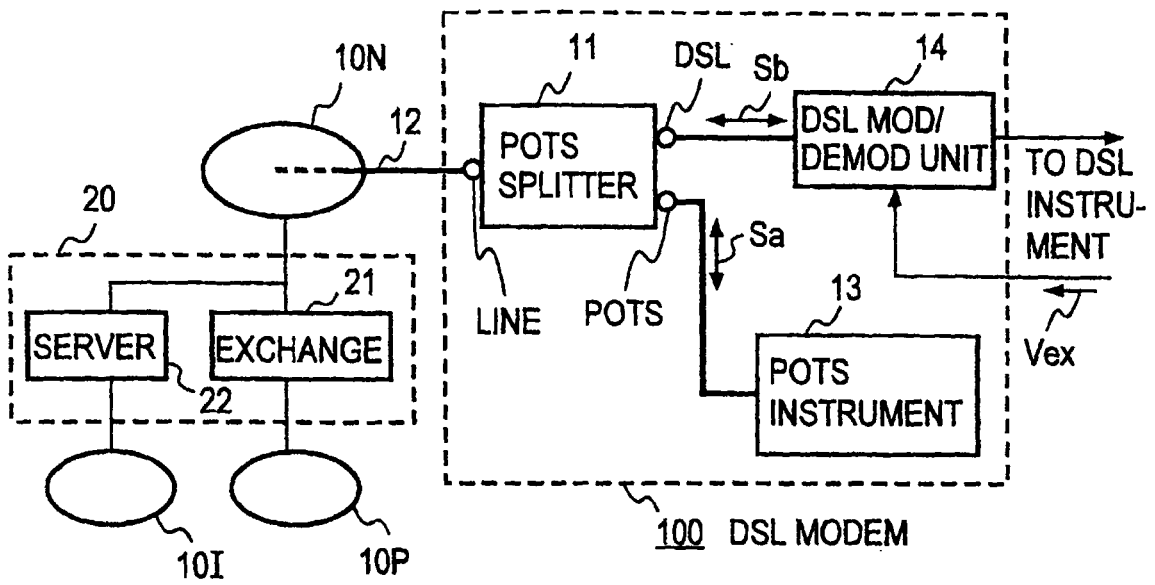 10N
12
11
POTS
SPLITTER
DSL
Sb
14
DSL MOD/
DEMOD UNIT
TO DSL
INSTRU-
MENT
Vex
LINE
POTS
Sa
13
POTS
INSTRUMENT
20
SERVER
22
21
EXCHANGE
10I
10P
100 DSL MODEM